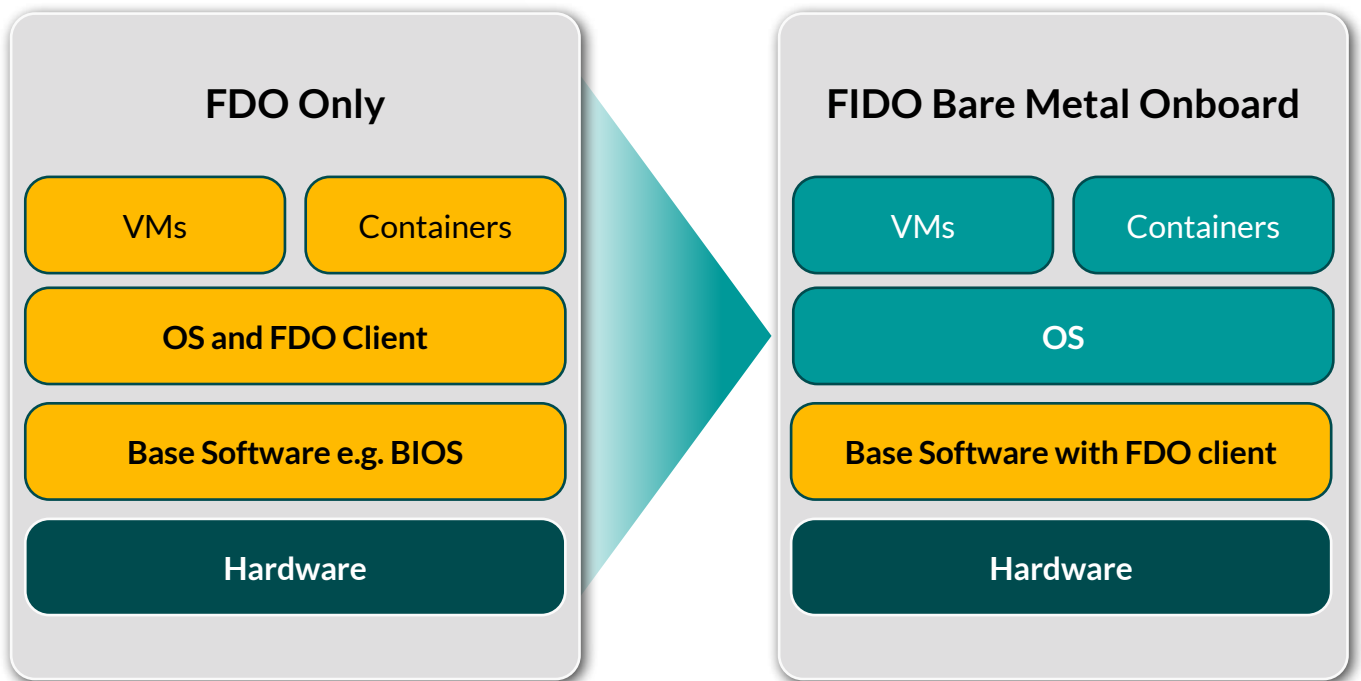 FDO Only
VMs
Containers
OS and FDO Client
Base Software e.g. BIOS
Hardware
FIDO Bare Metal Onboard
VMs
Containers
OS
Base Software with FDO client
Hardware